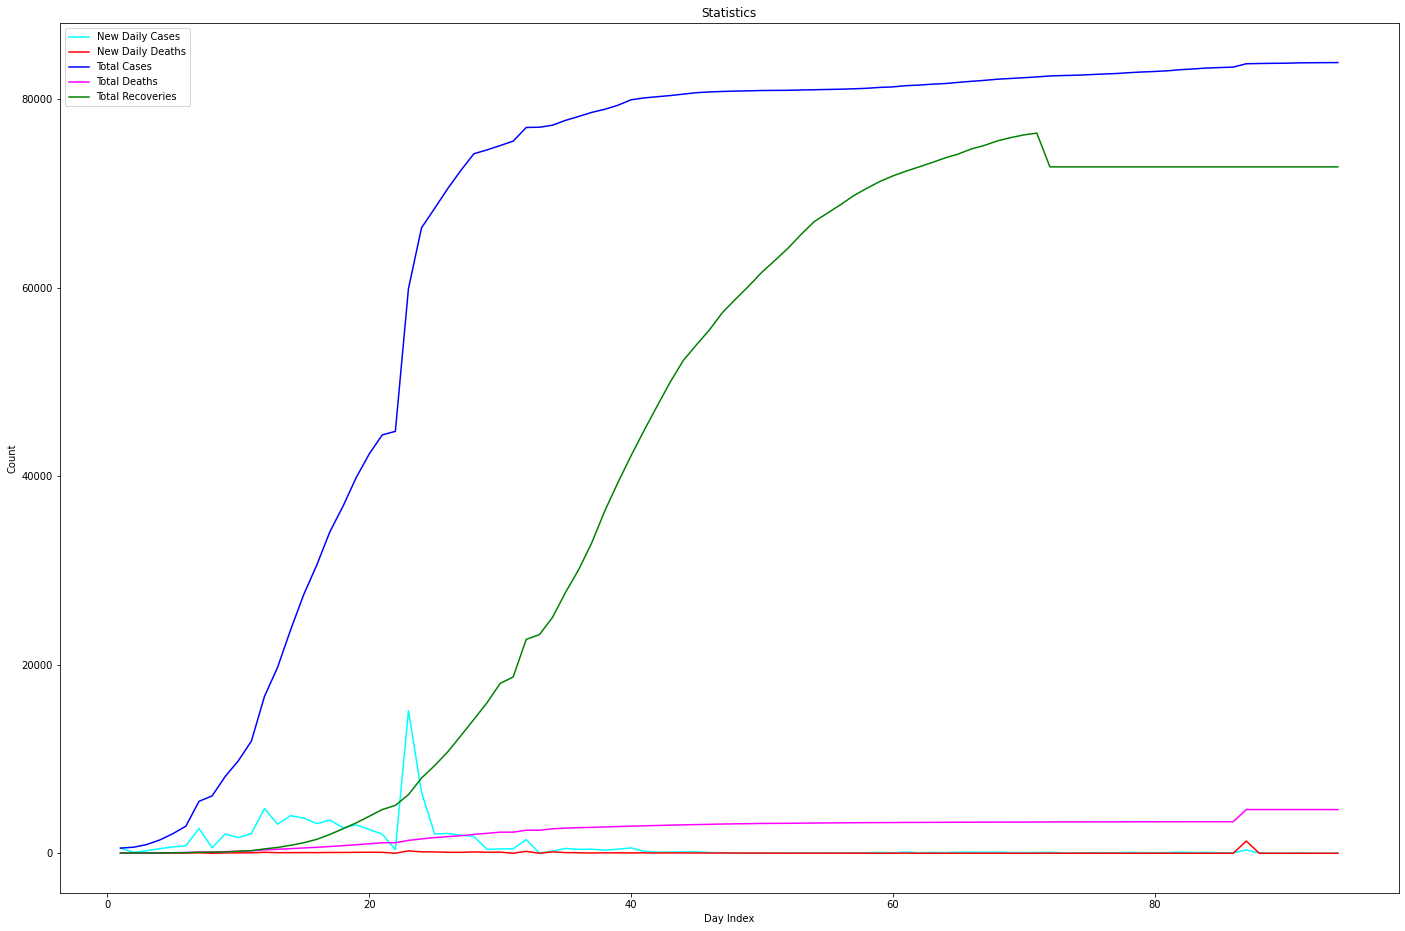 Statistics
New Daily Cases
New Daily Deaths
Total Cases
Total Deaths
Total Recoveries
80000
60000
40000
20000
0
Count
0 20 40 60 80
Day Index